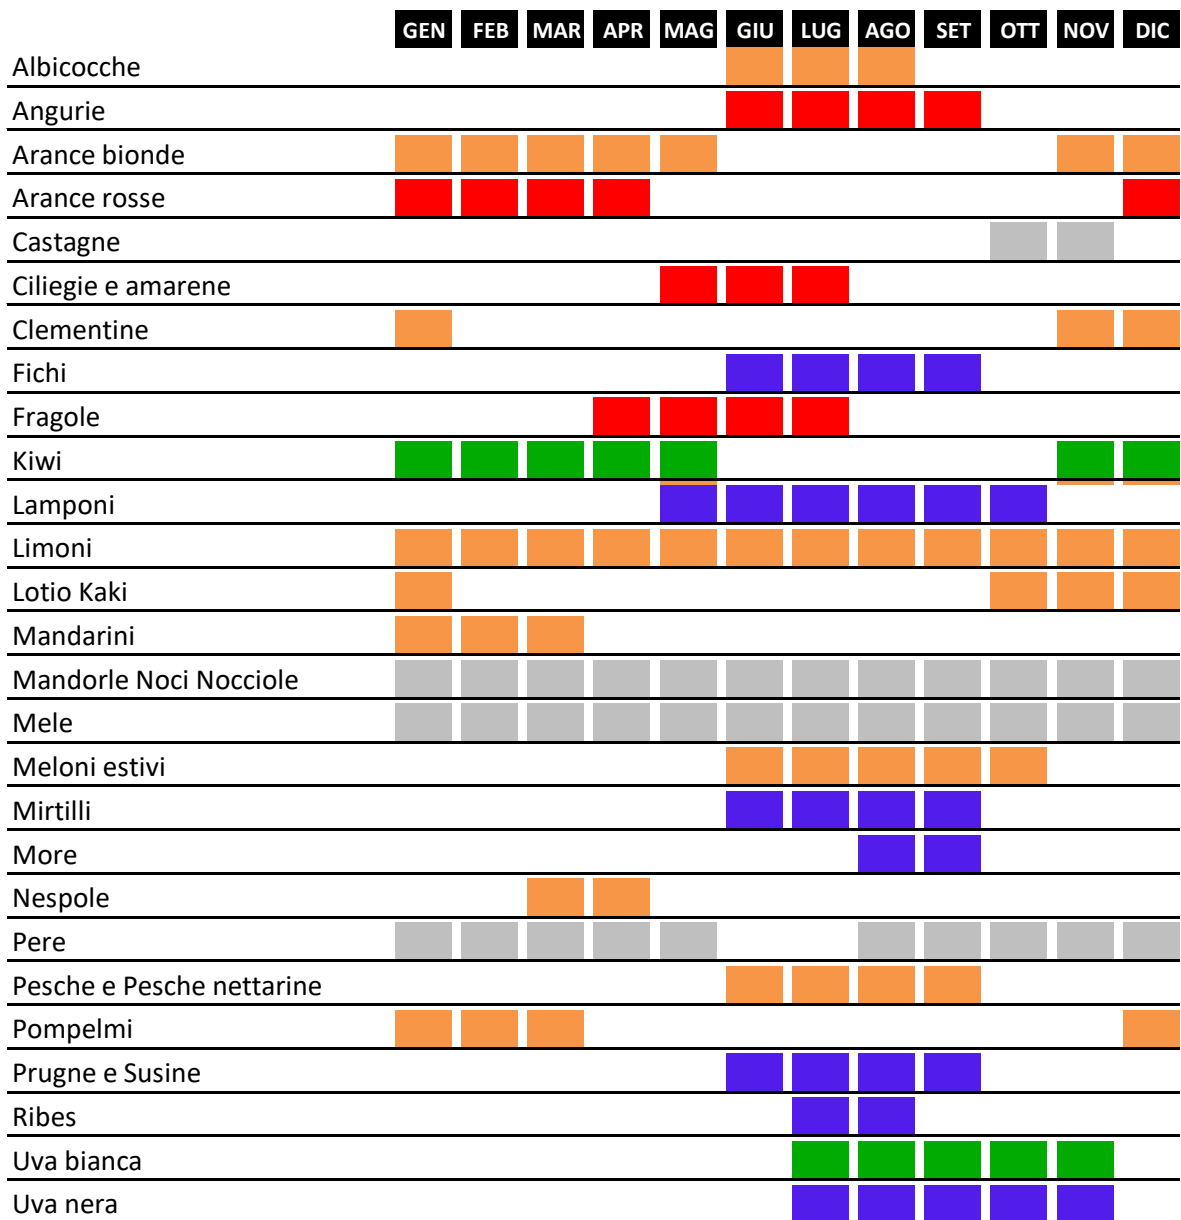 GEN FEB MAR APR MAG GIU LUG AGO SET OTT NOV DIC
Albicocche
Angurie
Arance bionde
Arance rosse
Castagne
Ciliegie e amarene
Clementine
Fichi
Fragole
Kiwi
Lamponi
Limoni
Lotio Kaki
Mandarini
Mandorle Noci Nocciole
Mele
Meloni estivi
Mirtilli
More
Nespole
Pere
Pesche e Pesche nettarine
Pompelmi
Prugne e Susine
Ribes
Uva bianca
Uva nera